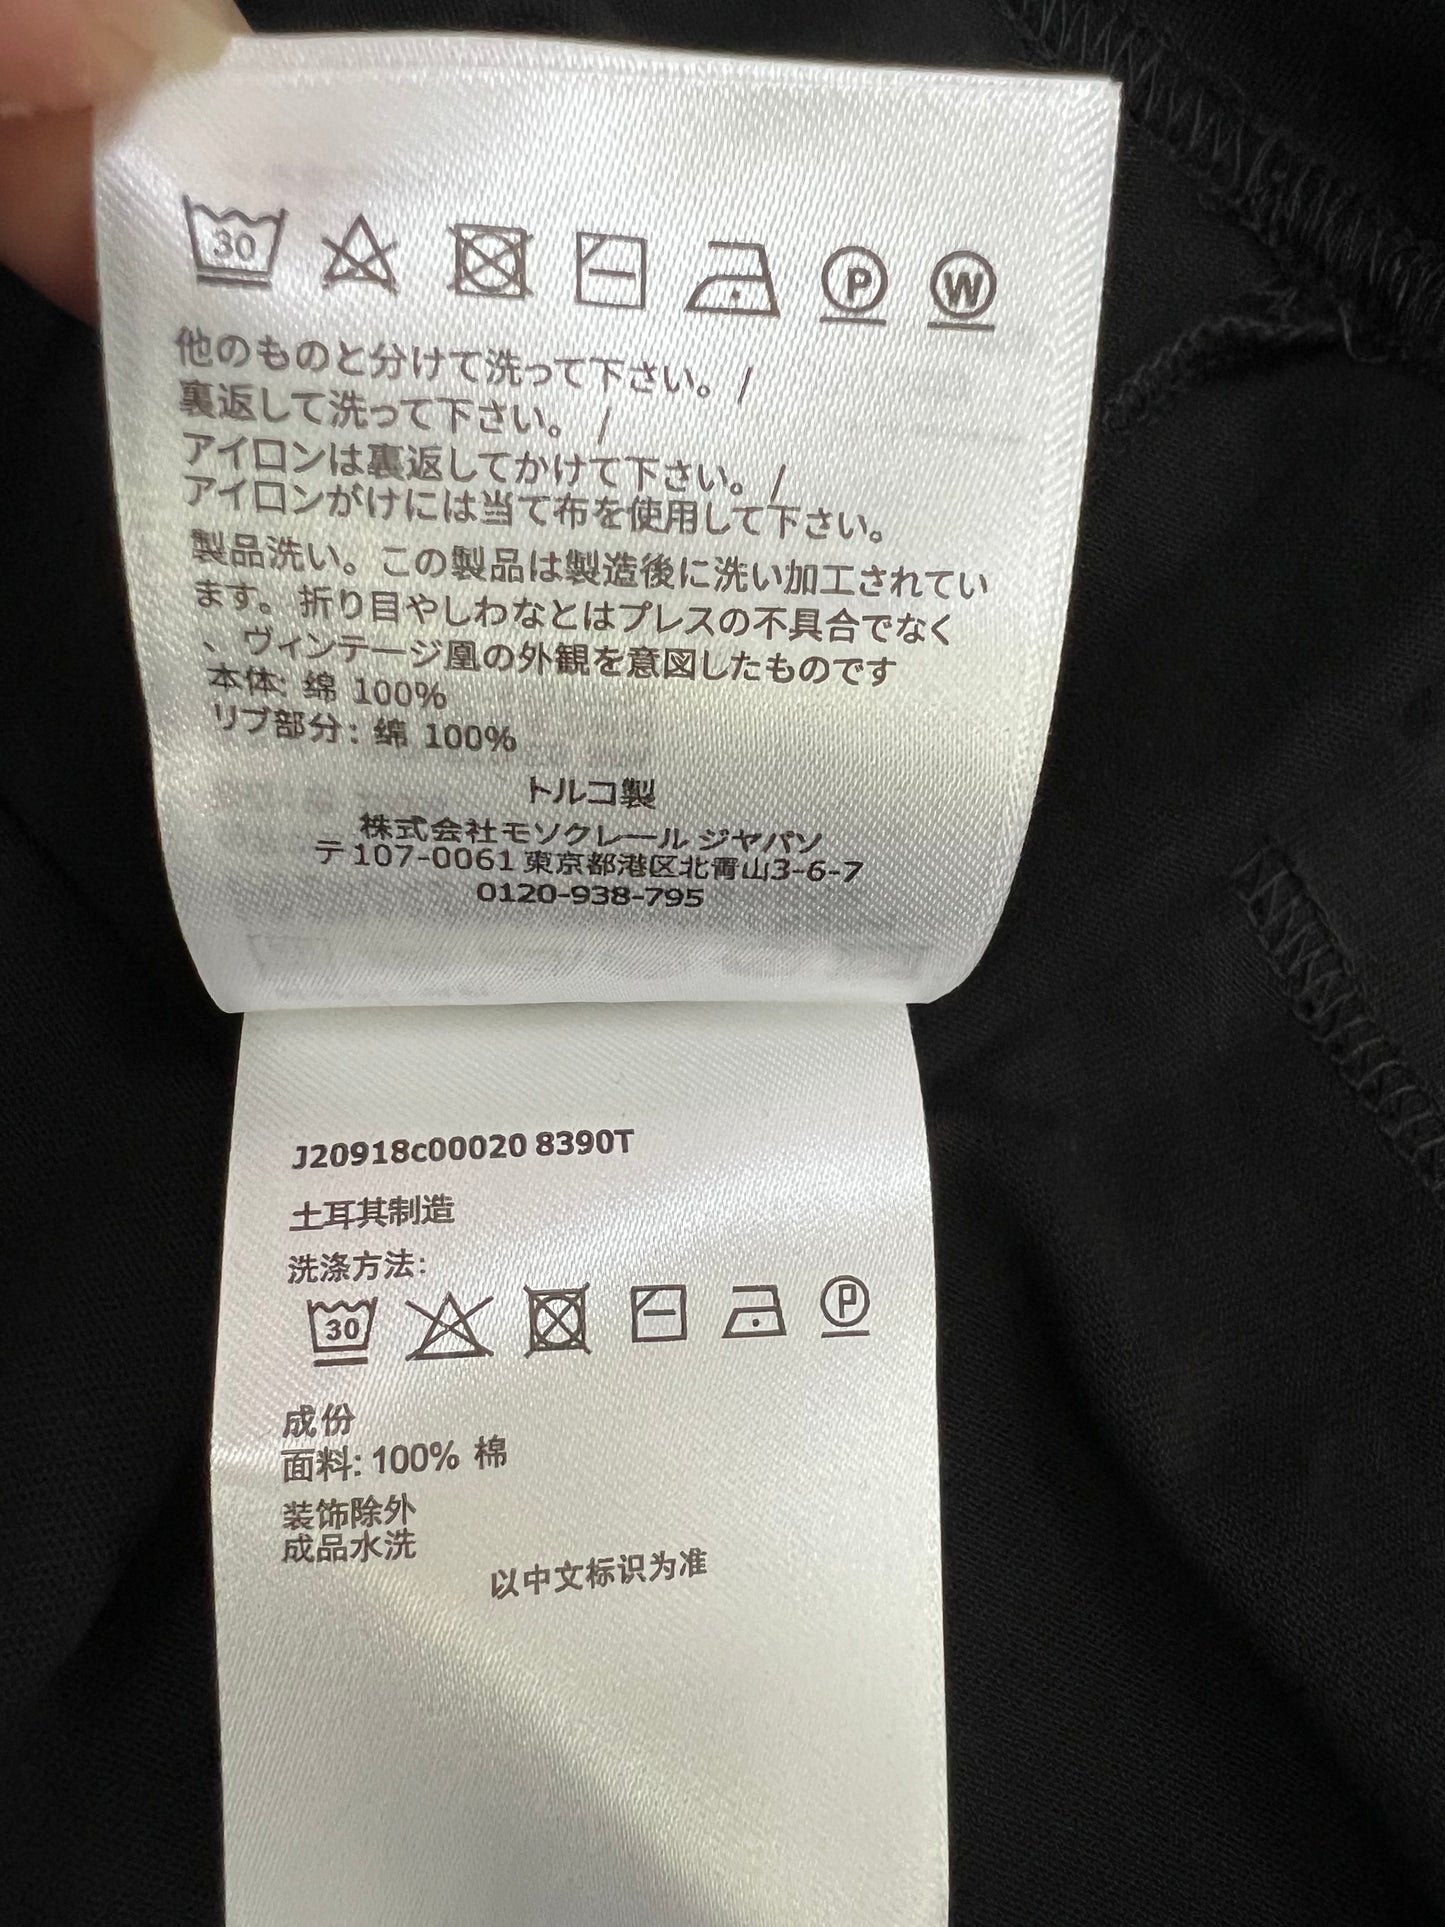 30 P W
他のものと分けて洗って下さい。/
裏返して洗って下さい。 /
アイロンは裏返してかけて下さい。/
アイロンがけには当て布を使用して下さい。
製品洗い。この製品は製造後に洗い加工されてい
ます。折り目やしわなとはプレスの不具合でなく
、ヴィンテージ凰の外観を意図したものです
本体: 绵 100%
リブ部分: 绵 100%
トルコ製
株式会社モソクレール ジヤパソ
〒107-0061 東京都港区北青山3-6-7
0120-938-795
J20918c00020 8390T
土耳其制造
洗涤方法:
30 P
成份
面料: 100% 棉
装饰除外
成品水洗
以中文标识为准